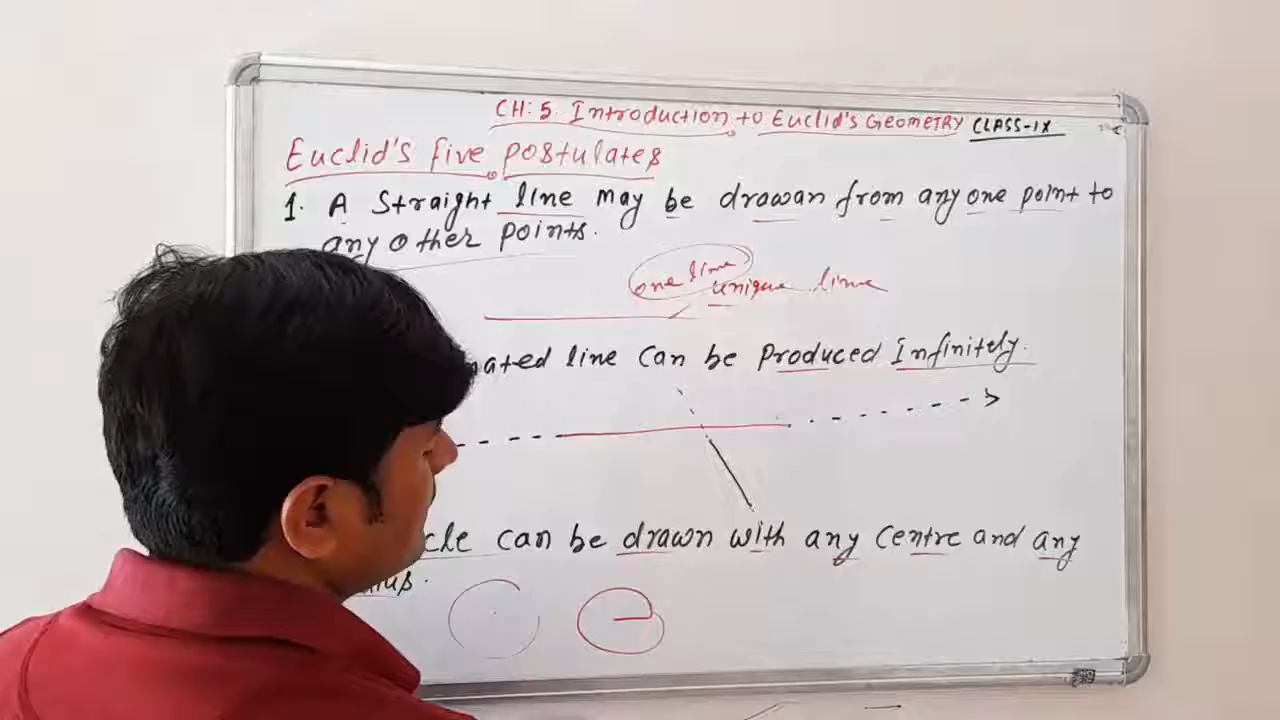 CH: 5. Introduction to Euclid's GEOMETRY CLASS-IX
Euclid's five postulates
1. A Straight line may be drawan from any one point to
any other points.
one line
unique line
line can be produced Infinitely.
can be drawn with any centre and any